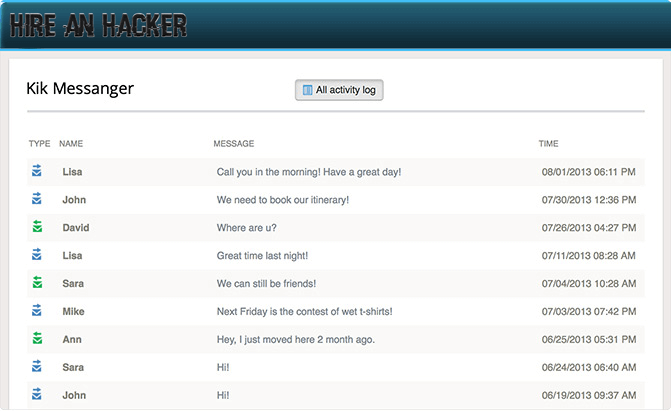 HIRE AN HACKER
Kik Messanger
All activity log
TYPE NAME MESSAGE TIME
Lisa Call you in the morning! Have a great day! 08/01/2013 06:11 PM
John We need to book our itinerary! 07/30/2013 12:36 PM
David Where are u? 07/26/2013 04:27 PM
Lisa Great time last night! 07/11/2013 08:28 AM
Sara We can still be friends! 07/04/2013 10:28 AM
Mike Next Friday is the contest of wet t-shirts! 07/03/2013 07:42 PM
Ann Hey, I just moved here 2 month ago. 06/25/2013 05:31 PM
Sara Hi! 06/24/2013 06:40 AM
John Hi! 06/19/2013 09:37 AM